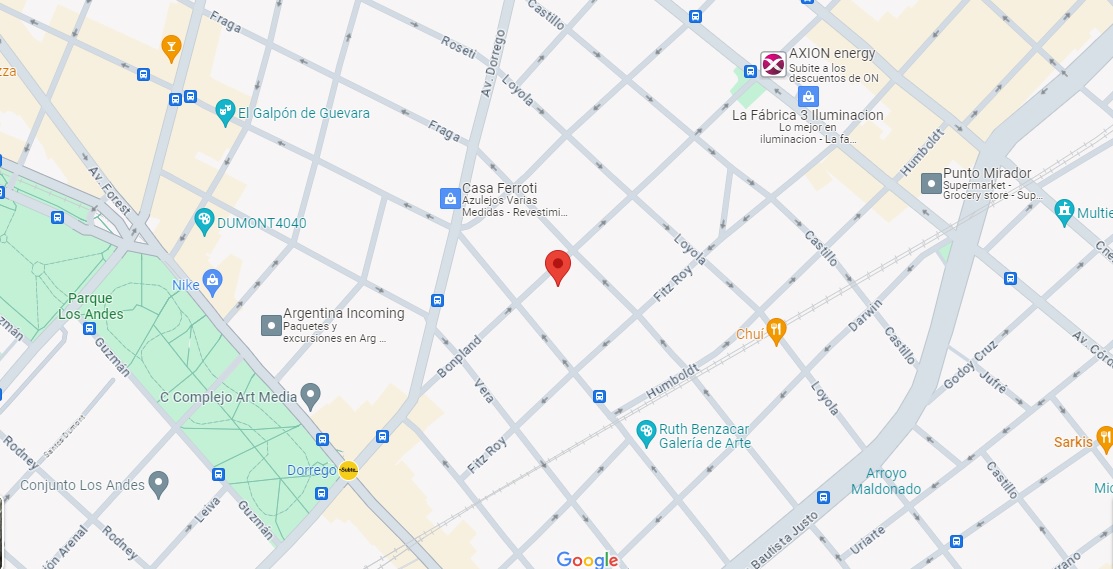 Castillo
Fraga
Roseti
Av. Dorrego
AXION energy
Subite a los
descuentos de ON
zza
Loyola
El Galpón de Guevara
La Fábrica 3 Iluminacion
Lo mejor en
iluminacion - La fa...
Fraga
Humboldt
Av. Forest
Punto Mirador
Supermarket -
Grocery store - Sup...
Casa Ferroti
Azulejos Varias
Medidas - Revestimi...
DUMONT4040
Multie
Loyola
Castillo
Nike
Fitz Roy
Parque
Los Andes
Argentina Incoming
Paquetes y
excursiones en Arg ...
Darwin
Chuí
Castillo
Guzmán
Bonpland
Av. Córd
Godoy Cruz
Jufré
Humboldt
Vera
Loyola
C Complejo Art Media
Santos Dumont
Ruth Benzacar
Galería de Arte
Rodney
Fitz Roy
Sarkis
Dorrego
Subte
Arroyo
Maldonado
Castillo
Conjunto Los Andes
Leiva
Guzmán
Rodney
Bautista Justo
Uriarte
Google